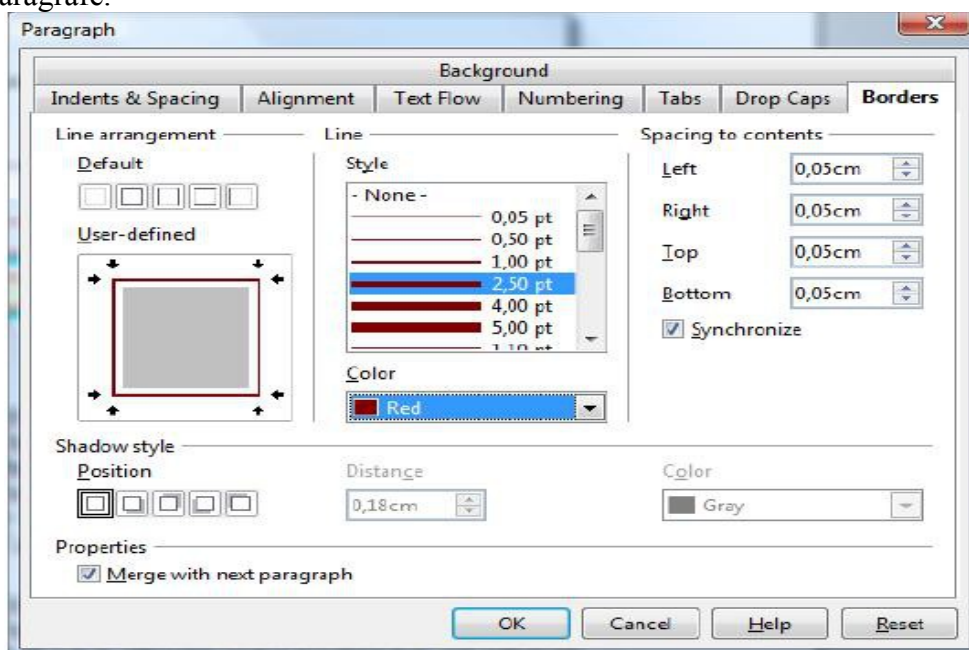 Paragraph
Background
Indents & Spacing Alignment Text Flow Numbering Tabs Drop Caps Borders
Line arrangement Line Spacing to contents
Default Style Left 0,05cm
- None -
0,05 pt Right 0,05cm
User-defined 0,50 pt
1,00 pt Top 0,05cm
2,50 pt
4,00 pt Bottom 0,05cm
5,00 pt Synchronize
Color
Red
Shadow style
Position Distance Color
0,18cm Gray
Properties
Merge with next paragraph
OK Cancel Help Reset